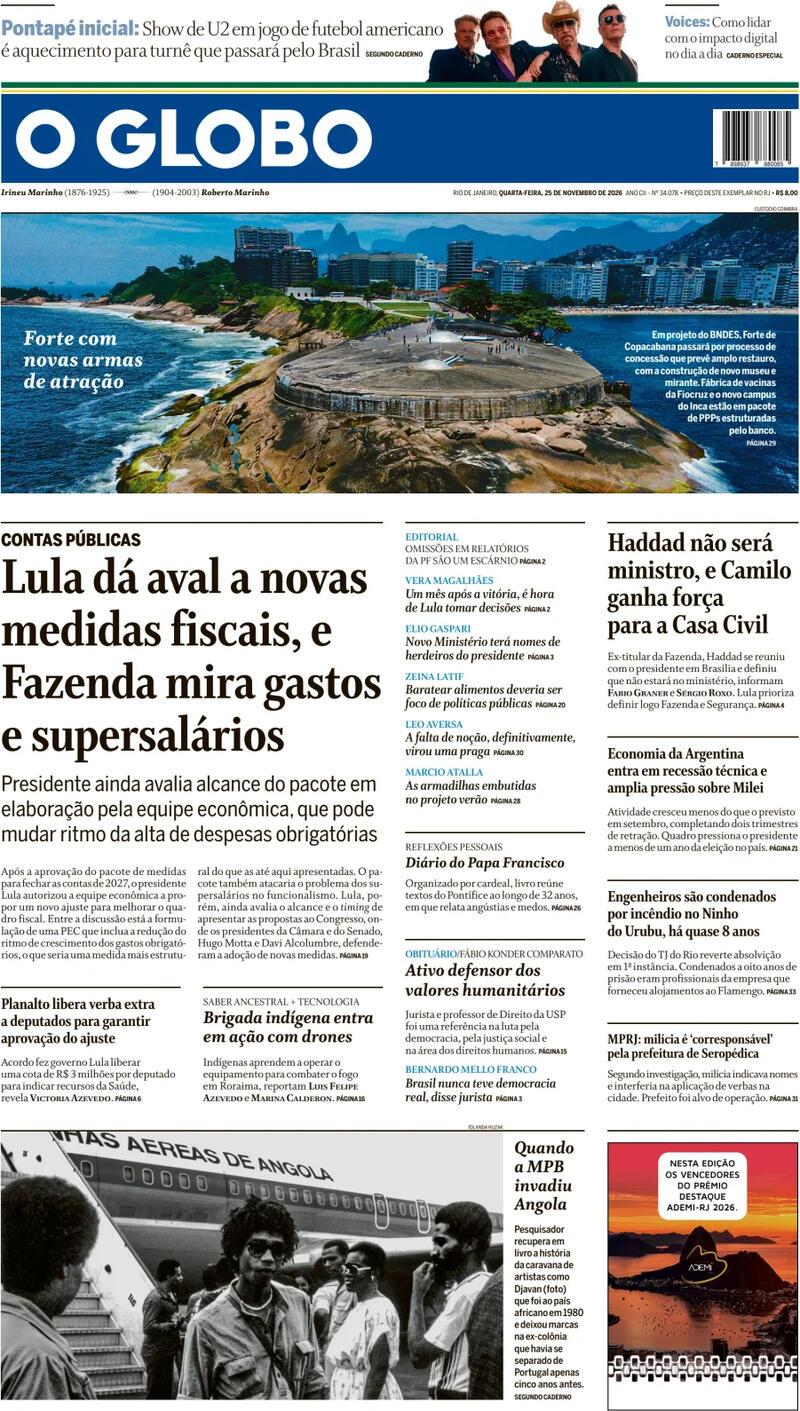 Pontapé inicial: Show de U2 em jogo de futebol americano
é aquecimento para turnê que passará pelo Brasil SEGUNDO CADERNO
Voices: Como lidar
com o impacto digital
no dia a dia CADERNO ESPECIAL
O GLOBO
7 898937 880085
Irineu Marinho (1876-1925) (1904-2003) Roberto Marinho
RIO DE JANEIRO, QUARTA-FEIRA, 25 DE NOVEMBRO DE 2026 ANO CII - Nº 34.078 • PREÇO DESTE EXEMPLAR NO RJ • R$ 8,00
CUSTODIO COIMBRA
Forte com
novas armas
de atração
Em projeto do BNDES, Forte de
Copacabana passará por processo de
concessão que prevê amplo restauro,
com a construção de novo museu e
mirante. Fábrica de vacinas
da Fiocruz e o novo campus
do Inca estão em pacote
de PPPs estruturadas
pelo banco.
PÁGINA 29
CONTAS PÚBLICAS
Lula dá aval a novas
medidas fiscais, e
Fazenda mira gastos
e supersalários
Presidente ainda avalia alcance do pacote em
elaboração pela equipe econômica, que pode
mudar ritmo da alta de despesas obrigatórias
Após a aprovação do pacote de medidas
para fechar as contas de 2027, o presidente
Lula autorizou a equipe econômica a pro-
por um novo ajuste para melhorar o qua-
dro fiscal. Entre a discussão está a formu-
lação de uma PEC que inclua a redução do
ritmo de crescimento dos gastos obrigató-
rios, o que seria uma medida mais estrutu-
ral do que as até aqui apresentadas. O pa-
cote também atacaria o problema dos su-
persalários no funcionalismo. Lula, po-
rém, ainda avalia o alcance e o timing de
apresentar as propostas ao Congresso, on-
de os presidentes da Câmara e do Senado,
Hugo Motta e Davi Alcolumbre, defende-
ram a adoção de novas medidas. PÁGINA 19
Planalto libera verba extra
a deputados para garantir
aprovação do ajuste
Acordo fez governo Lula liberar
uma cota de R$ 3 milhões por deputado
para indicar recursos da Saúde,
revela VICTORIA AZEVEDO. PÁGINA 6
SABER ANCESTRAL + TECNOLOGIA
Brigada indígena entra
em ação com drones
Indígenas aprendem a operar o
equipamento para combater o fogo
em Roraima, reportam LUIS FELIPE
AZEVEDO e MARINA CALDERON. PÁGINA 16
EDITORIAL
OMISSÕES EM RELATÓRIOS
DA PF SÃO UM ESCÁRNIO PÁGINA 2
VERA MAGALHÃES
Um mês após a vitória, é hora
de Lula tomar decisões PÁGINA 2
ELIO GASPARI
Novo Ministério terá nomes de
herdeiros do presidente PÁGINA 3
ZEINA LATIF
Baratear alimentos deveria ser
foco de políticas públicas PÁGINA 20
LEO AVERSA
A falta de noção, definitivamente,
virou uma praga PÁGINA 30
MARCIO ATALLA
As armadilhas embutidas
no projeto verão PÁGINA 28
REFLEXÕES PESSOAIS
Diário do Papa Francisco
Organizado por cardeal, livro reúne
textos do Pontífice ao longo de 32 anos,
em que relata angústias e medos. PÁGINA 26
OBITUÁRIO/FÁBIO KONDER COMPARATO
Ativo defensor dos
valores humanitários
Jurista e professor de Direito da USP
foi uma referência na luta pela
democracia, pela justiça social e
na área dos direitos humanos. PÁGINA 15
BERNARDO MELLO FRANCO
Brasil nunca teve democracia
real, disse jurista PÁGINA 3
Haddad não será
ministro, e Camilo
ganha força
para a Casa Civil
Ex-titular da Fazenda, Haddad se reuniu
com o presidente em Brasília e definiu
que não estará no ministério, informam
FABIO GRANER e SÉRGIO ROXO. Lula prioriza
definir logo Fazenda e Segurança. PÁGINA 4
Economia da Argentina
entra em recessão técnica e
amplia pressão sobre Milei
Atividade cresceu menos do que o previsto
em setembro, completando dois trimestres
de retração. Quadro pressiona o presidente
a menos de um ano da eleição no país. PÁGINA 21
Engenheiros são condenados
por incêndio no Ninho
do Urubu, há quase 8 anos
Decisão do TJ do Rio reverte absolvição
em 1ª instância. Condenados a oito anos de
prisão eram profissionais da empresa que
forneceu alojamentos ao Flamengo. PÁGINA 33
MPRJ: milícia é ‘corresponsável’
pela prefeitura de Seropédica
Segundo investigação, milícia indicava nomes
e interferia na aplicação de verbas na
cidade. Prefeito foi alvo de operação. PÁGINA 31
IOLANDA HUZAK
NHAS AEREAS DE ANGOLA
Quando
a MPB
invadiu
Angola
Pesquisador
recupera em
livro a história
da caravana de
artistas como
Djavan (foto)
que foi ao país
africano em 1980
e deixou marcas
na ex-colônia
que havia se
separado de
Portugal apenas
cinco anos antes.
SEGUNDO CADERNO
NESTA EDIÇÃO
OS VENCEDORES
DO PRÊMIO
DESTAQUE
ADEMI-RJ 2026.
ADEMI